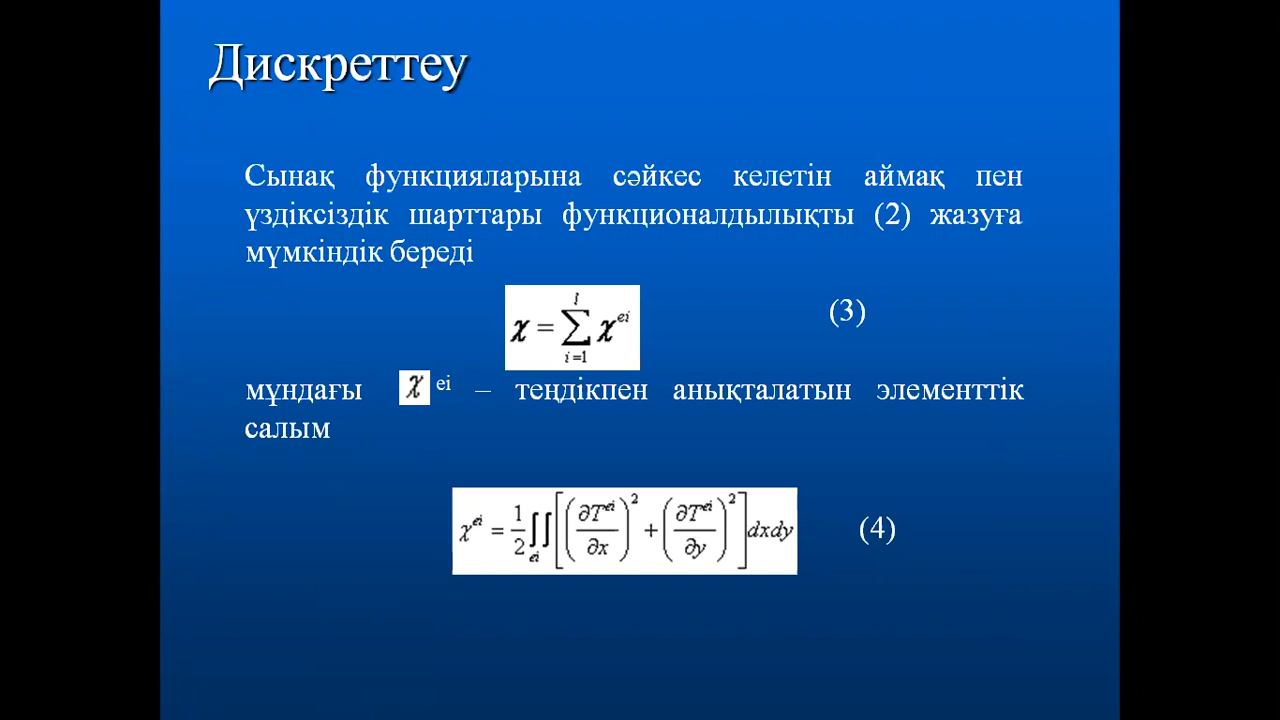 Дискреттеу
Сынақ функцияларына сәйкес келетін аймақ пен
үздіксіздік шарттары функционалдылықты (2) жазуға
мүмкіндік береді
χ = ∑_{i=1}^{l} χ^{ei} (3)
мұндағы χ ei – теңдікпен анықталатын элементтік
салым
χ^{ei} = 1/2 ∬_{ei} [(∂T^{ei}/∂x)^2 + (∂T^{ei}/∂y)^2] dxdy (4)